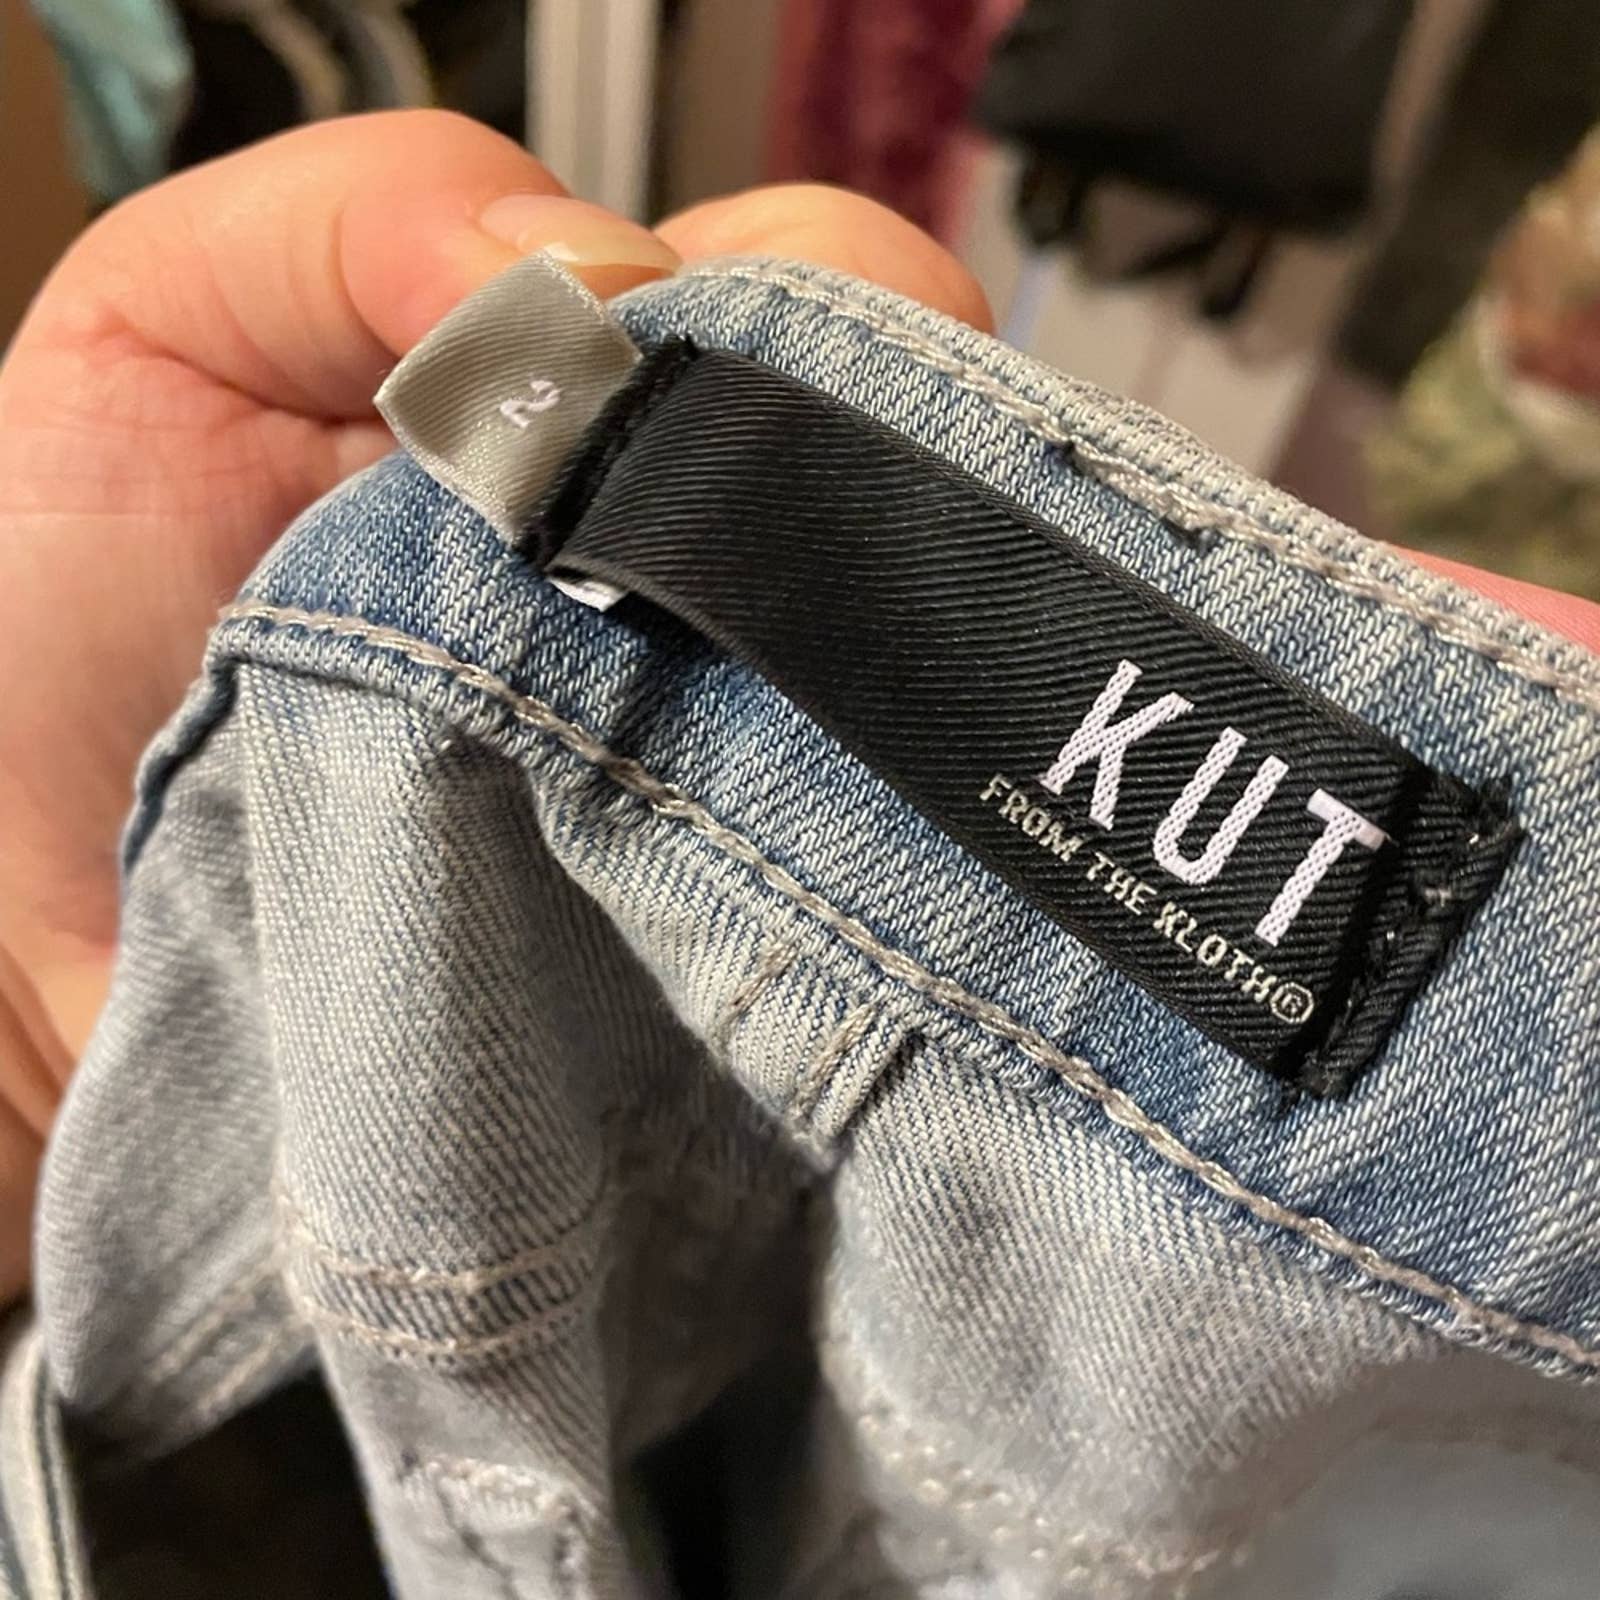 2
KUT
FROM THE KLOTH®